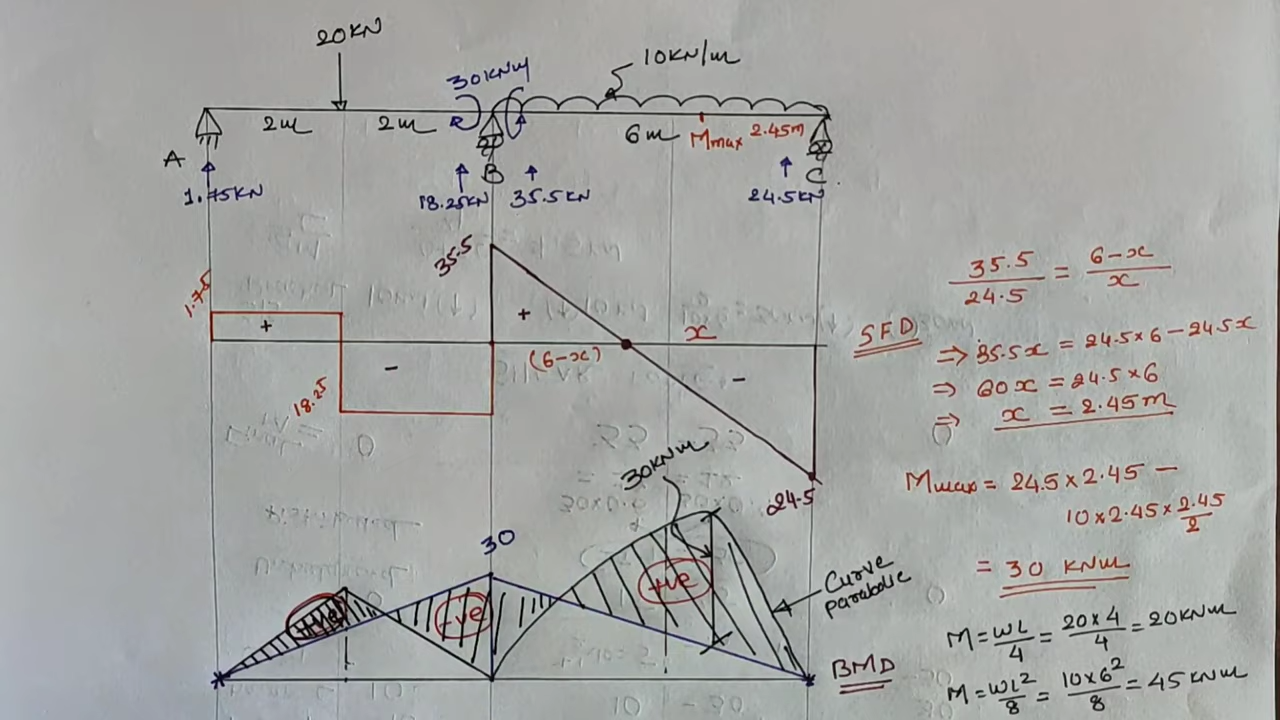 20KN
30KNM
10KN/m
2m
2m
6m
Mmax
2.45m
A
B
C
1.75KN
18.25KN
35.5KN
24.5KN
35.5
1.75
+
-
+
(6-x)
x
-
18.25
24.5
SFD
35.5/24.5 = 6-x/x
⇒ 35.5x = 24.5×6-24.5x
⇒ 60x = 24.5×6
⇒ x = 2.45m
Mmax = 24.5×2.45 -
10×2.45×2.45/2
= 30 KNM
30KNM
30
+ve
-ve
+ve
Curve
parabolic
BMD
M = WL/4 = 20×4/4 = 20KNM
M = WL²/8 = 10×6²/8 = 45KNM